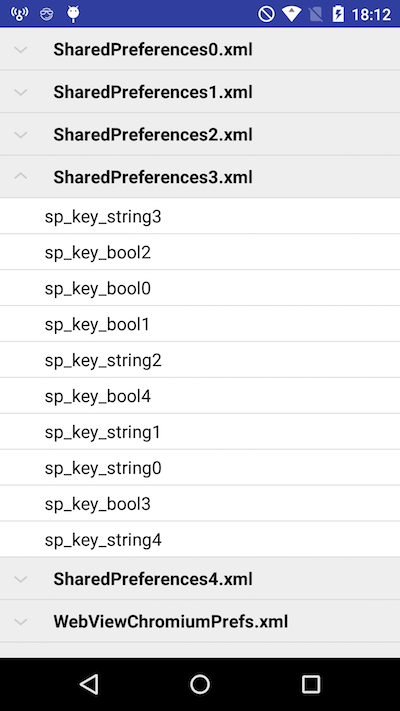 18:12
SharedPreferences0.xml
SharedPreferences1.xml
SharedPreferences2.xml
SharedPreferences3.xml
sp_key_string3
sp_key_bool2
sp_key_bool0
sp_key_bool1
sp_key_string2
sp_key_bool4
sp_key_string1
sp_key_string0
sp_key_bool3
sp_key_string4
SharedPreferences4.xml
WebViewChromiumPrefs.xml